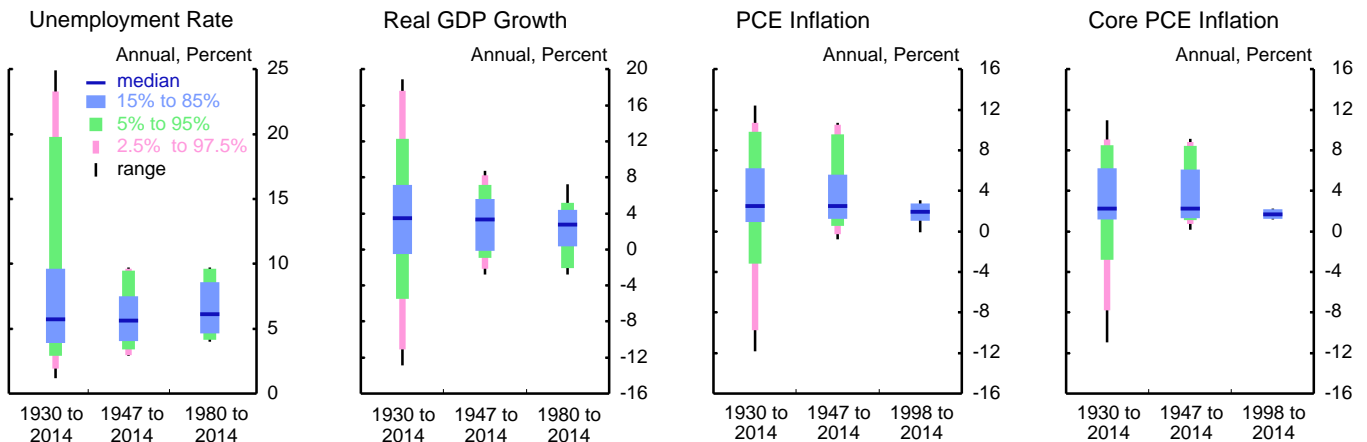 Unemployment Rate
Annual, Percent
median
15% to 85%
5% to 95%
2.5% to 97.5%
range
25
20
15
10
5
0
1930 to
2014
1947 to
2014
1980 to
2014
Real GDP Growth
Annual, Percent
20
16
12
8
4
0
-4
-8
-12
-16
1930 to
2014
1947 to
2014
1980 to
2014
PCE Inflation
Annual, Percent
16
12
8
4
0
-4
-8
-12
-16
1930 to
2014
1947 to
2014
1998 to
2014
Core PCE Inflation
Annual, Percent
16
12
8
4
0
-4
-8
-12
-16
1930 to
2014
1947 to
2014
1998 to
2014